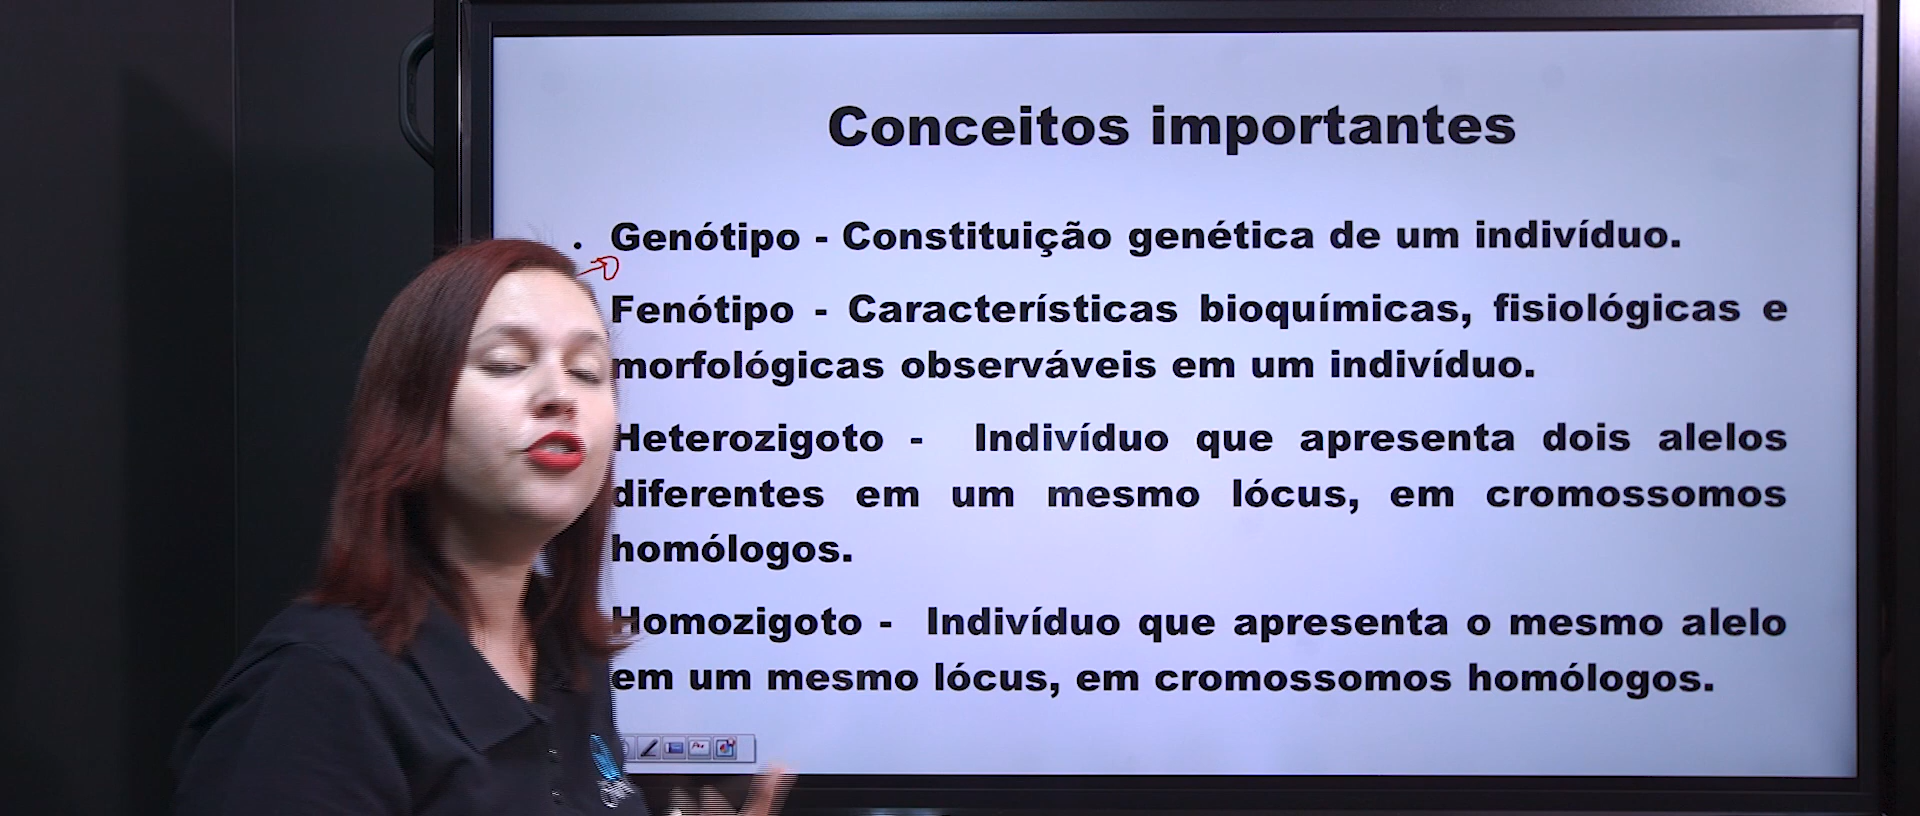 Conceitos importantes
• Genótipo - Constituição genética de um indivíduo.
Fenótipo - Características bioquímicas, fisiológicas e
morfológicas observáveis em um indivíduo.
Heterozigoto - Indivíduo que apresenta dois alelos
diferentes em um mesmo lócus, em cromossomos
homólogos.
Homozigoto - Indivíduo que apresenta o mesmo alelo
em um mesmo lócus, em cromossomos homólogos.